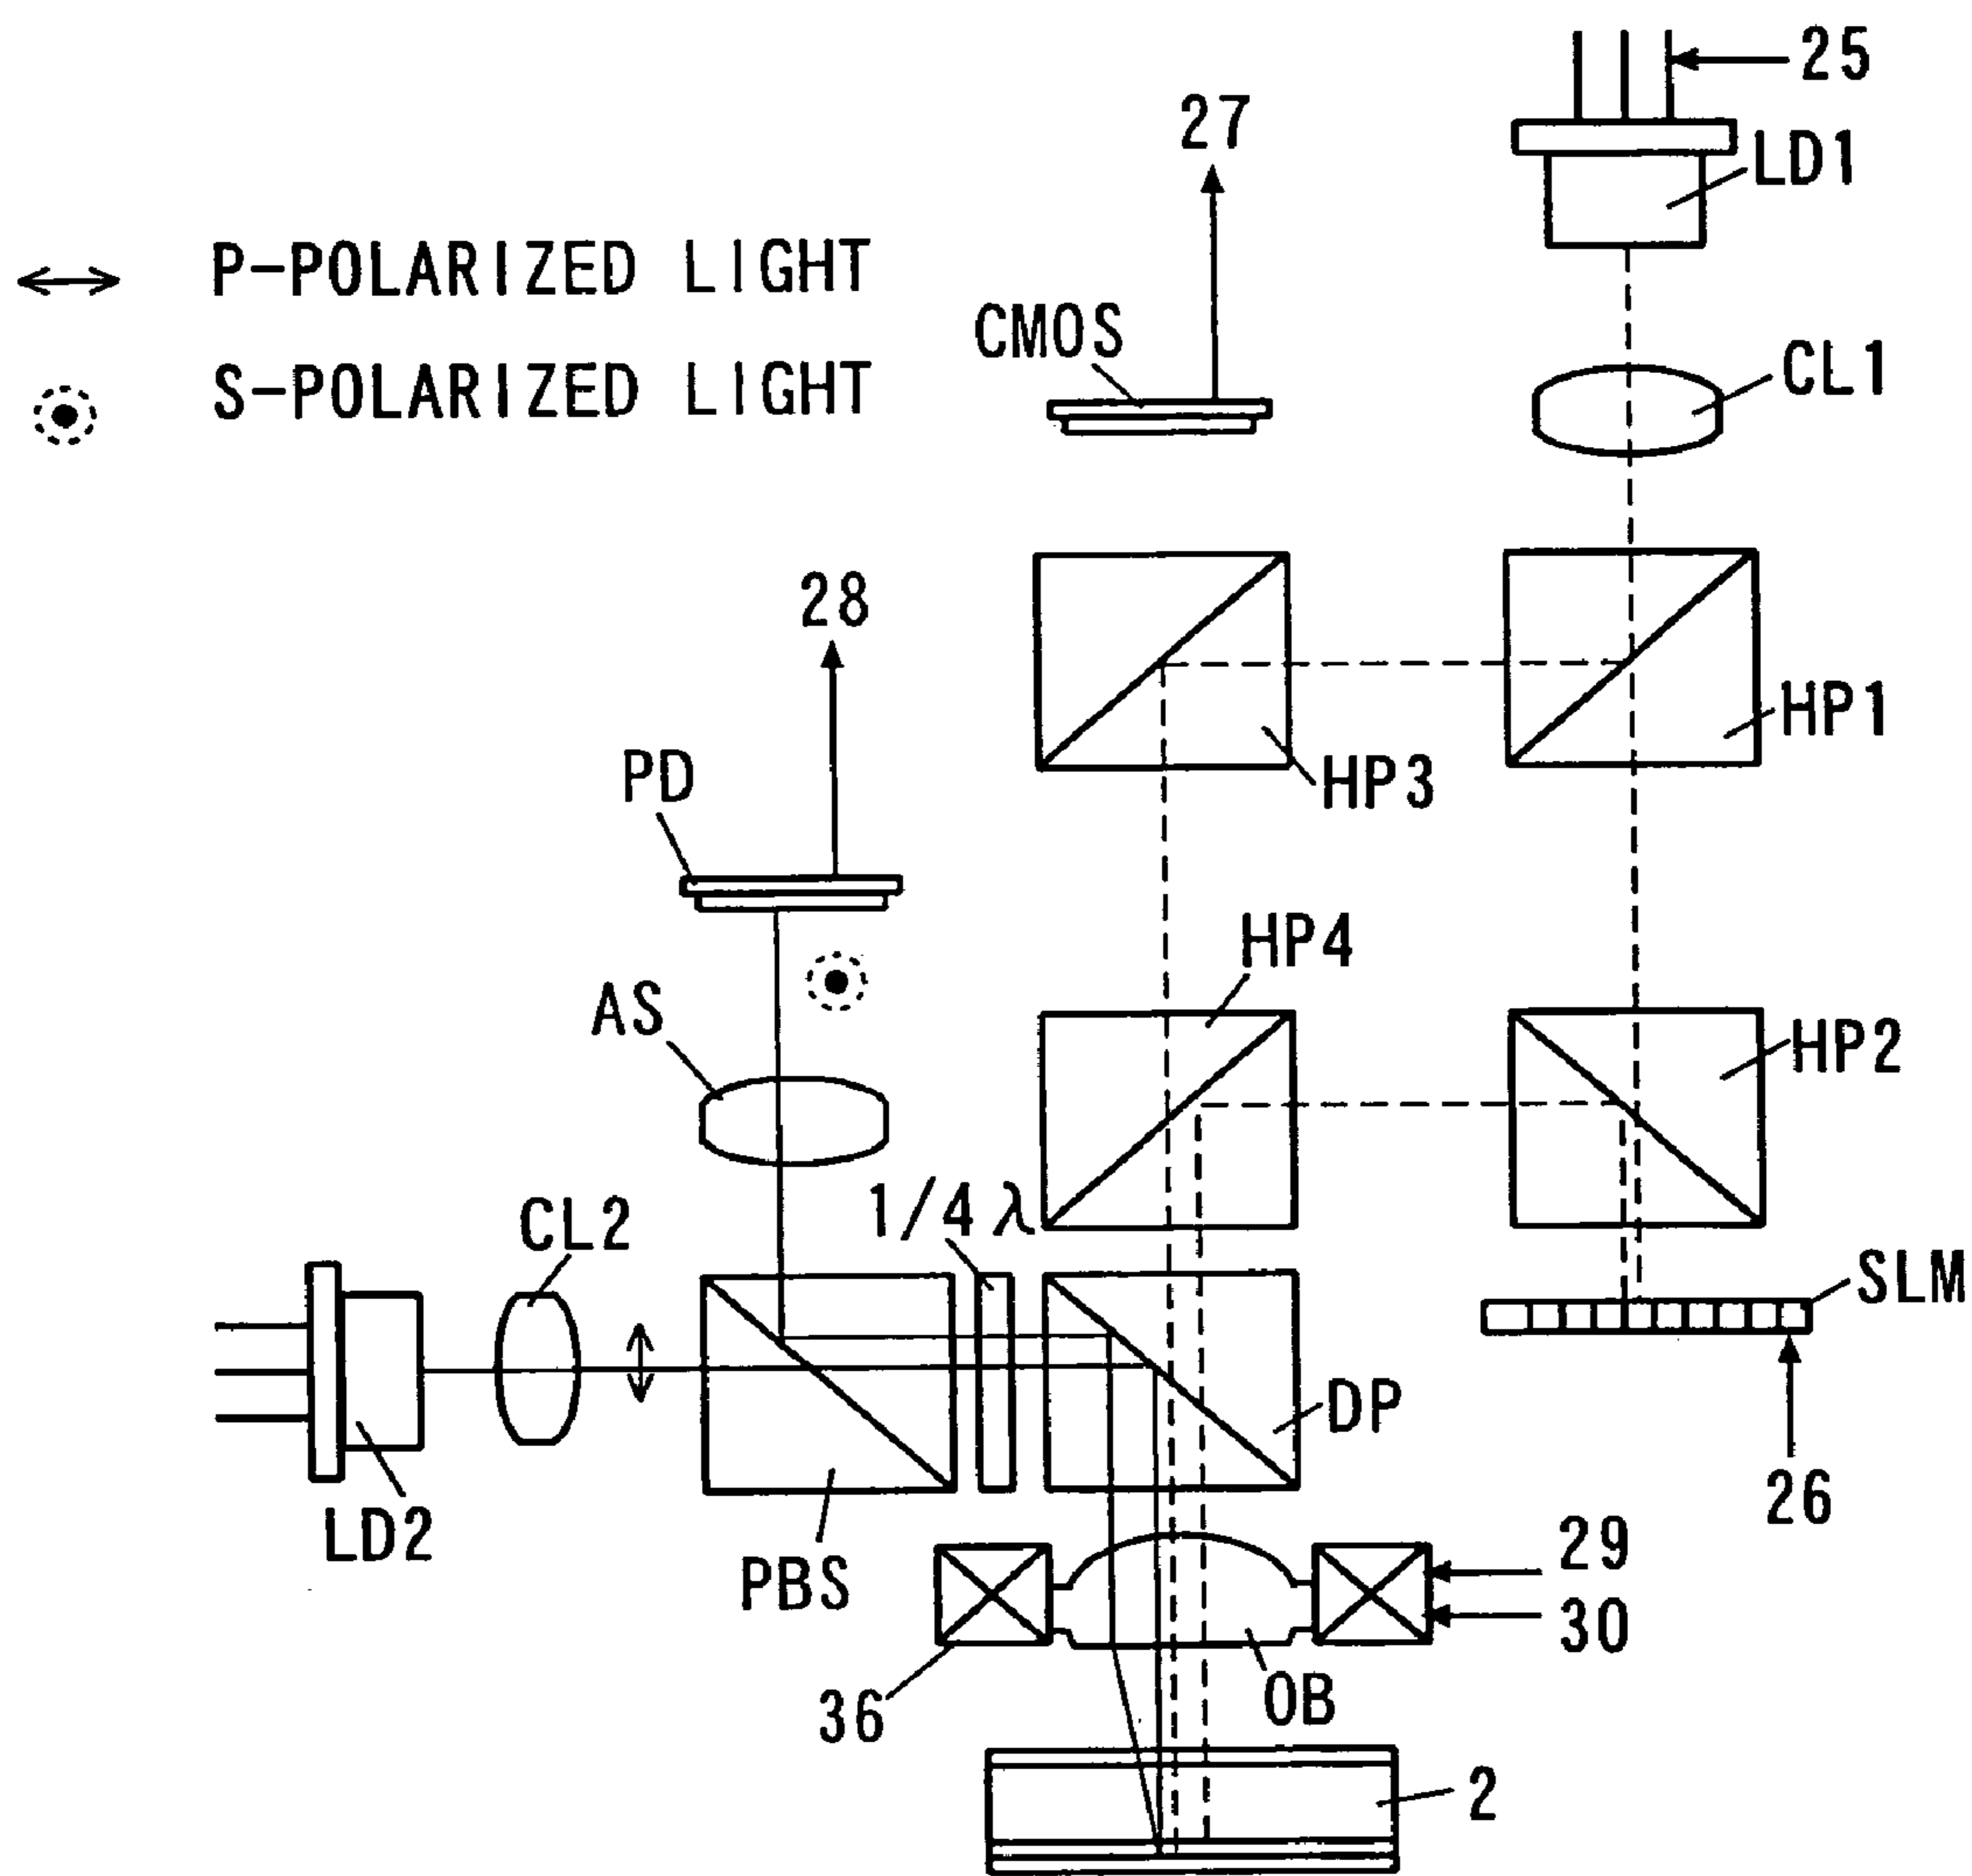 25
27
LD1
P-POLARIZED LIGHT
CMOS
CL1
S-POLARIZED LIGHT
28
HP1
PD
HP3
HP4
AS
HP2
CL2
1/4 λ
SLM
DP
26
LD2
29
PBS
30
36
OB
2